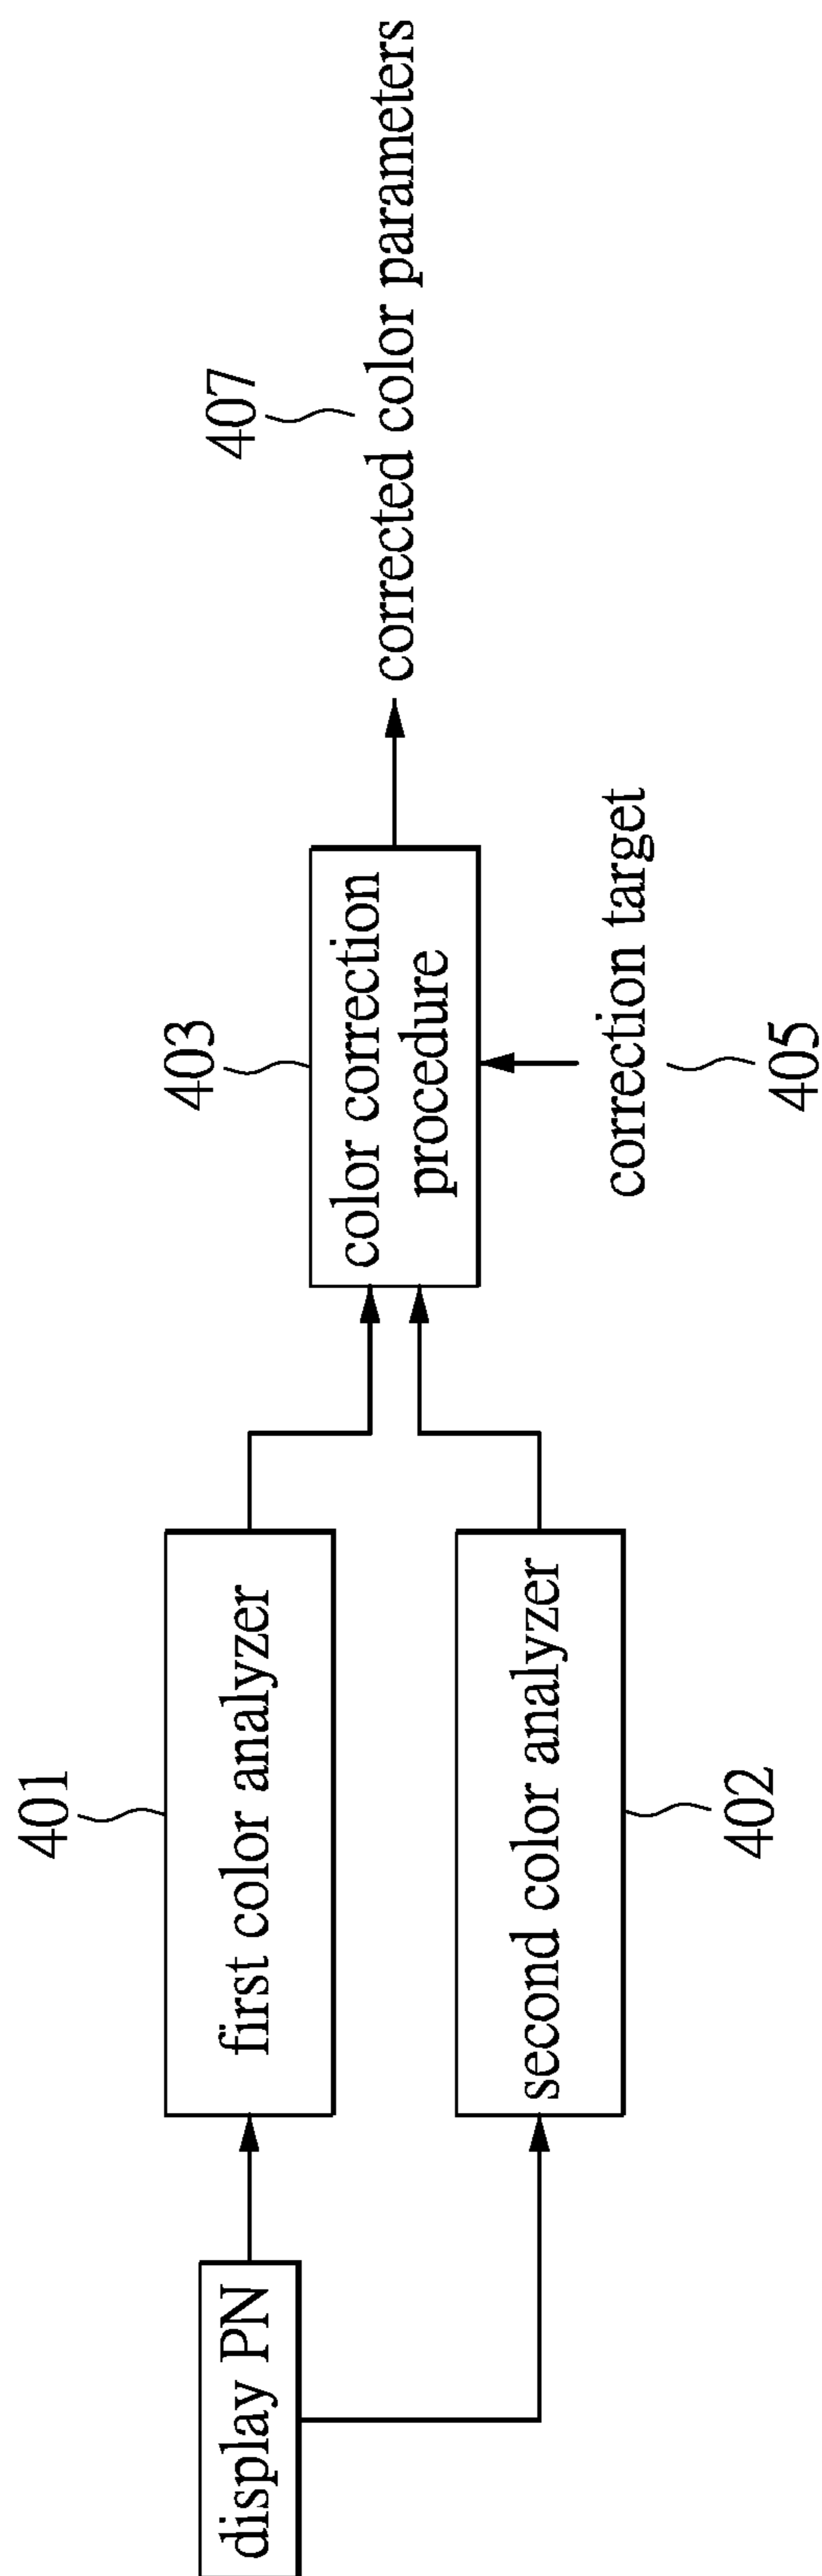 display PN
401
first color analyzer
second color analyzer
402
403
color correction
procedure
correction target
405
407
corrected color parameters